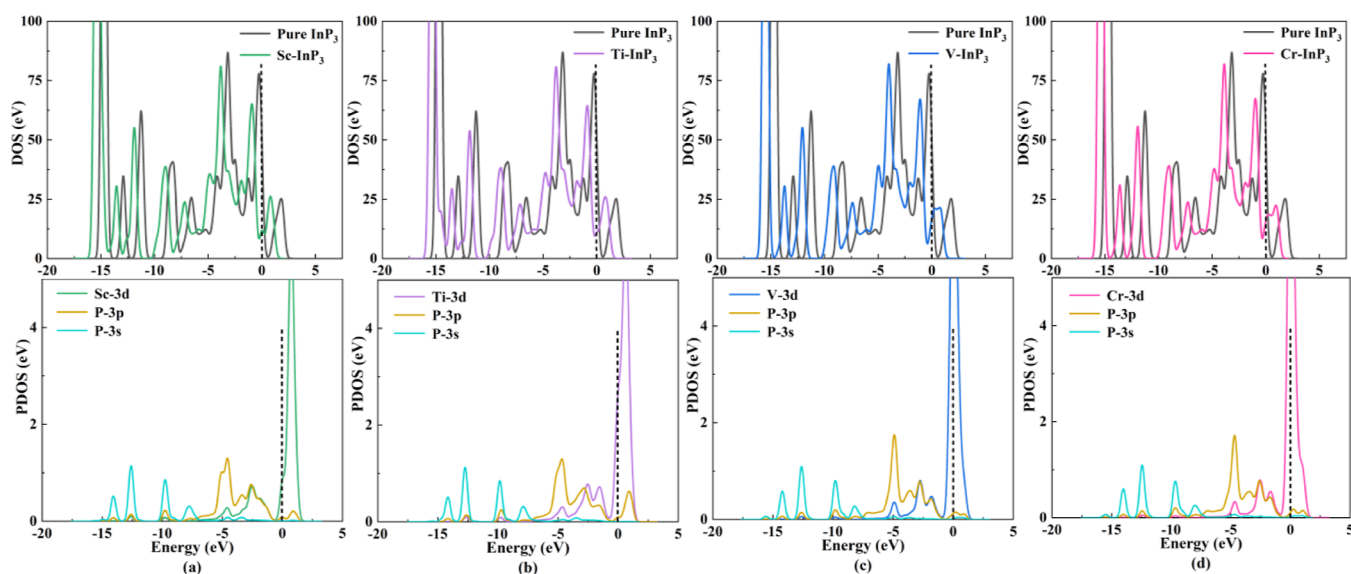 100
75
50
25
0
DOS (eV)
Pure InP₃
Sc-InP₃
-20 -15 -10 -5 0 5
100
75
50
25
0
DOS (eV)
Pure InP₃
Ti-InP₃
-20 -15 -10 -5 0 5
100
75
50
25
0
DOS (eV)
Pure InP₃
V-InP₃
-20 -15 -10 -5 0 5
100
75
50
25
0
DOS (eV)
Pure InP₃
Cr-InP₃
-20 -15 -10 -5 0 5
4
2
0
PDOS (eV)
Sc-3d
P-3p
P-3s
-20 -15 -10 -5 0 5
Energy (eV)
(a)
4
2
0
PDOS (eV)
Ti-3d
P-3p
P-3s
-20 -15 -10 -5 0 5
Energy (eV)
(b)
4
2
0
PDOS (eV)
V-3d
P-3p
P-3s
-20 -15 -10 -5 0 5
Energy (eV)
(c)
4
2
0
PDOS (eV)
Cr-3d
P-3p
P-3s
-20 -15 -10 -5 0 5
Energy (eV)
(d)